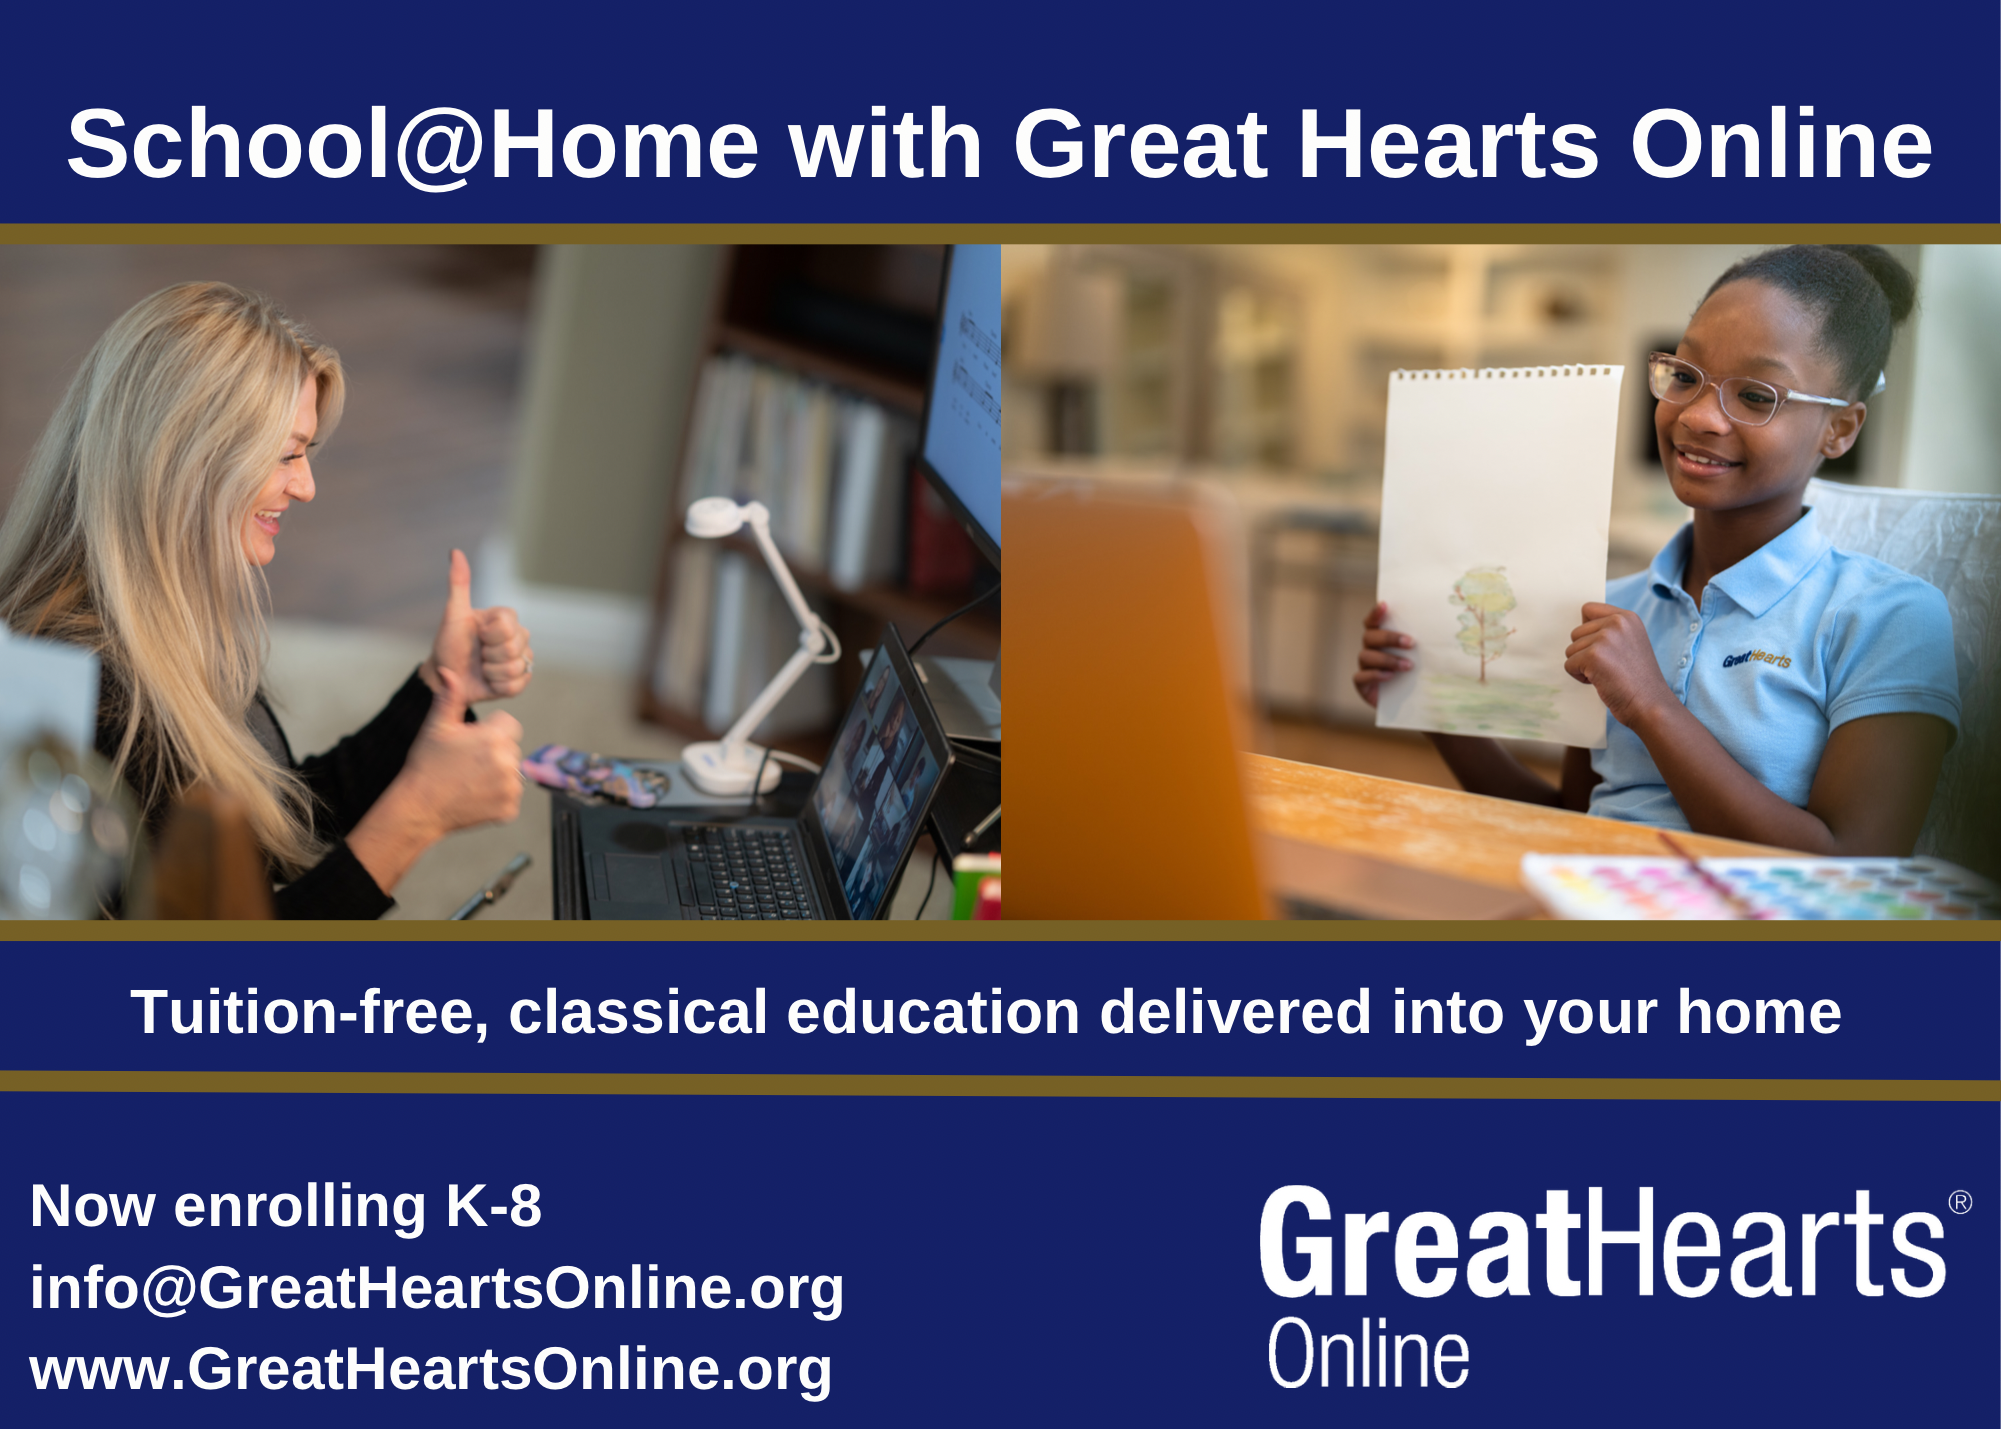 School@Home with Great Hearts Online
GreatHearts
Tuition-free, classical education delivered into your home
Now enrolling K-8
info@GreatHeartsOnline.org
www.GreatHeartsOnline.org
GreatHearts®
Online